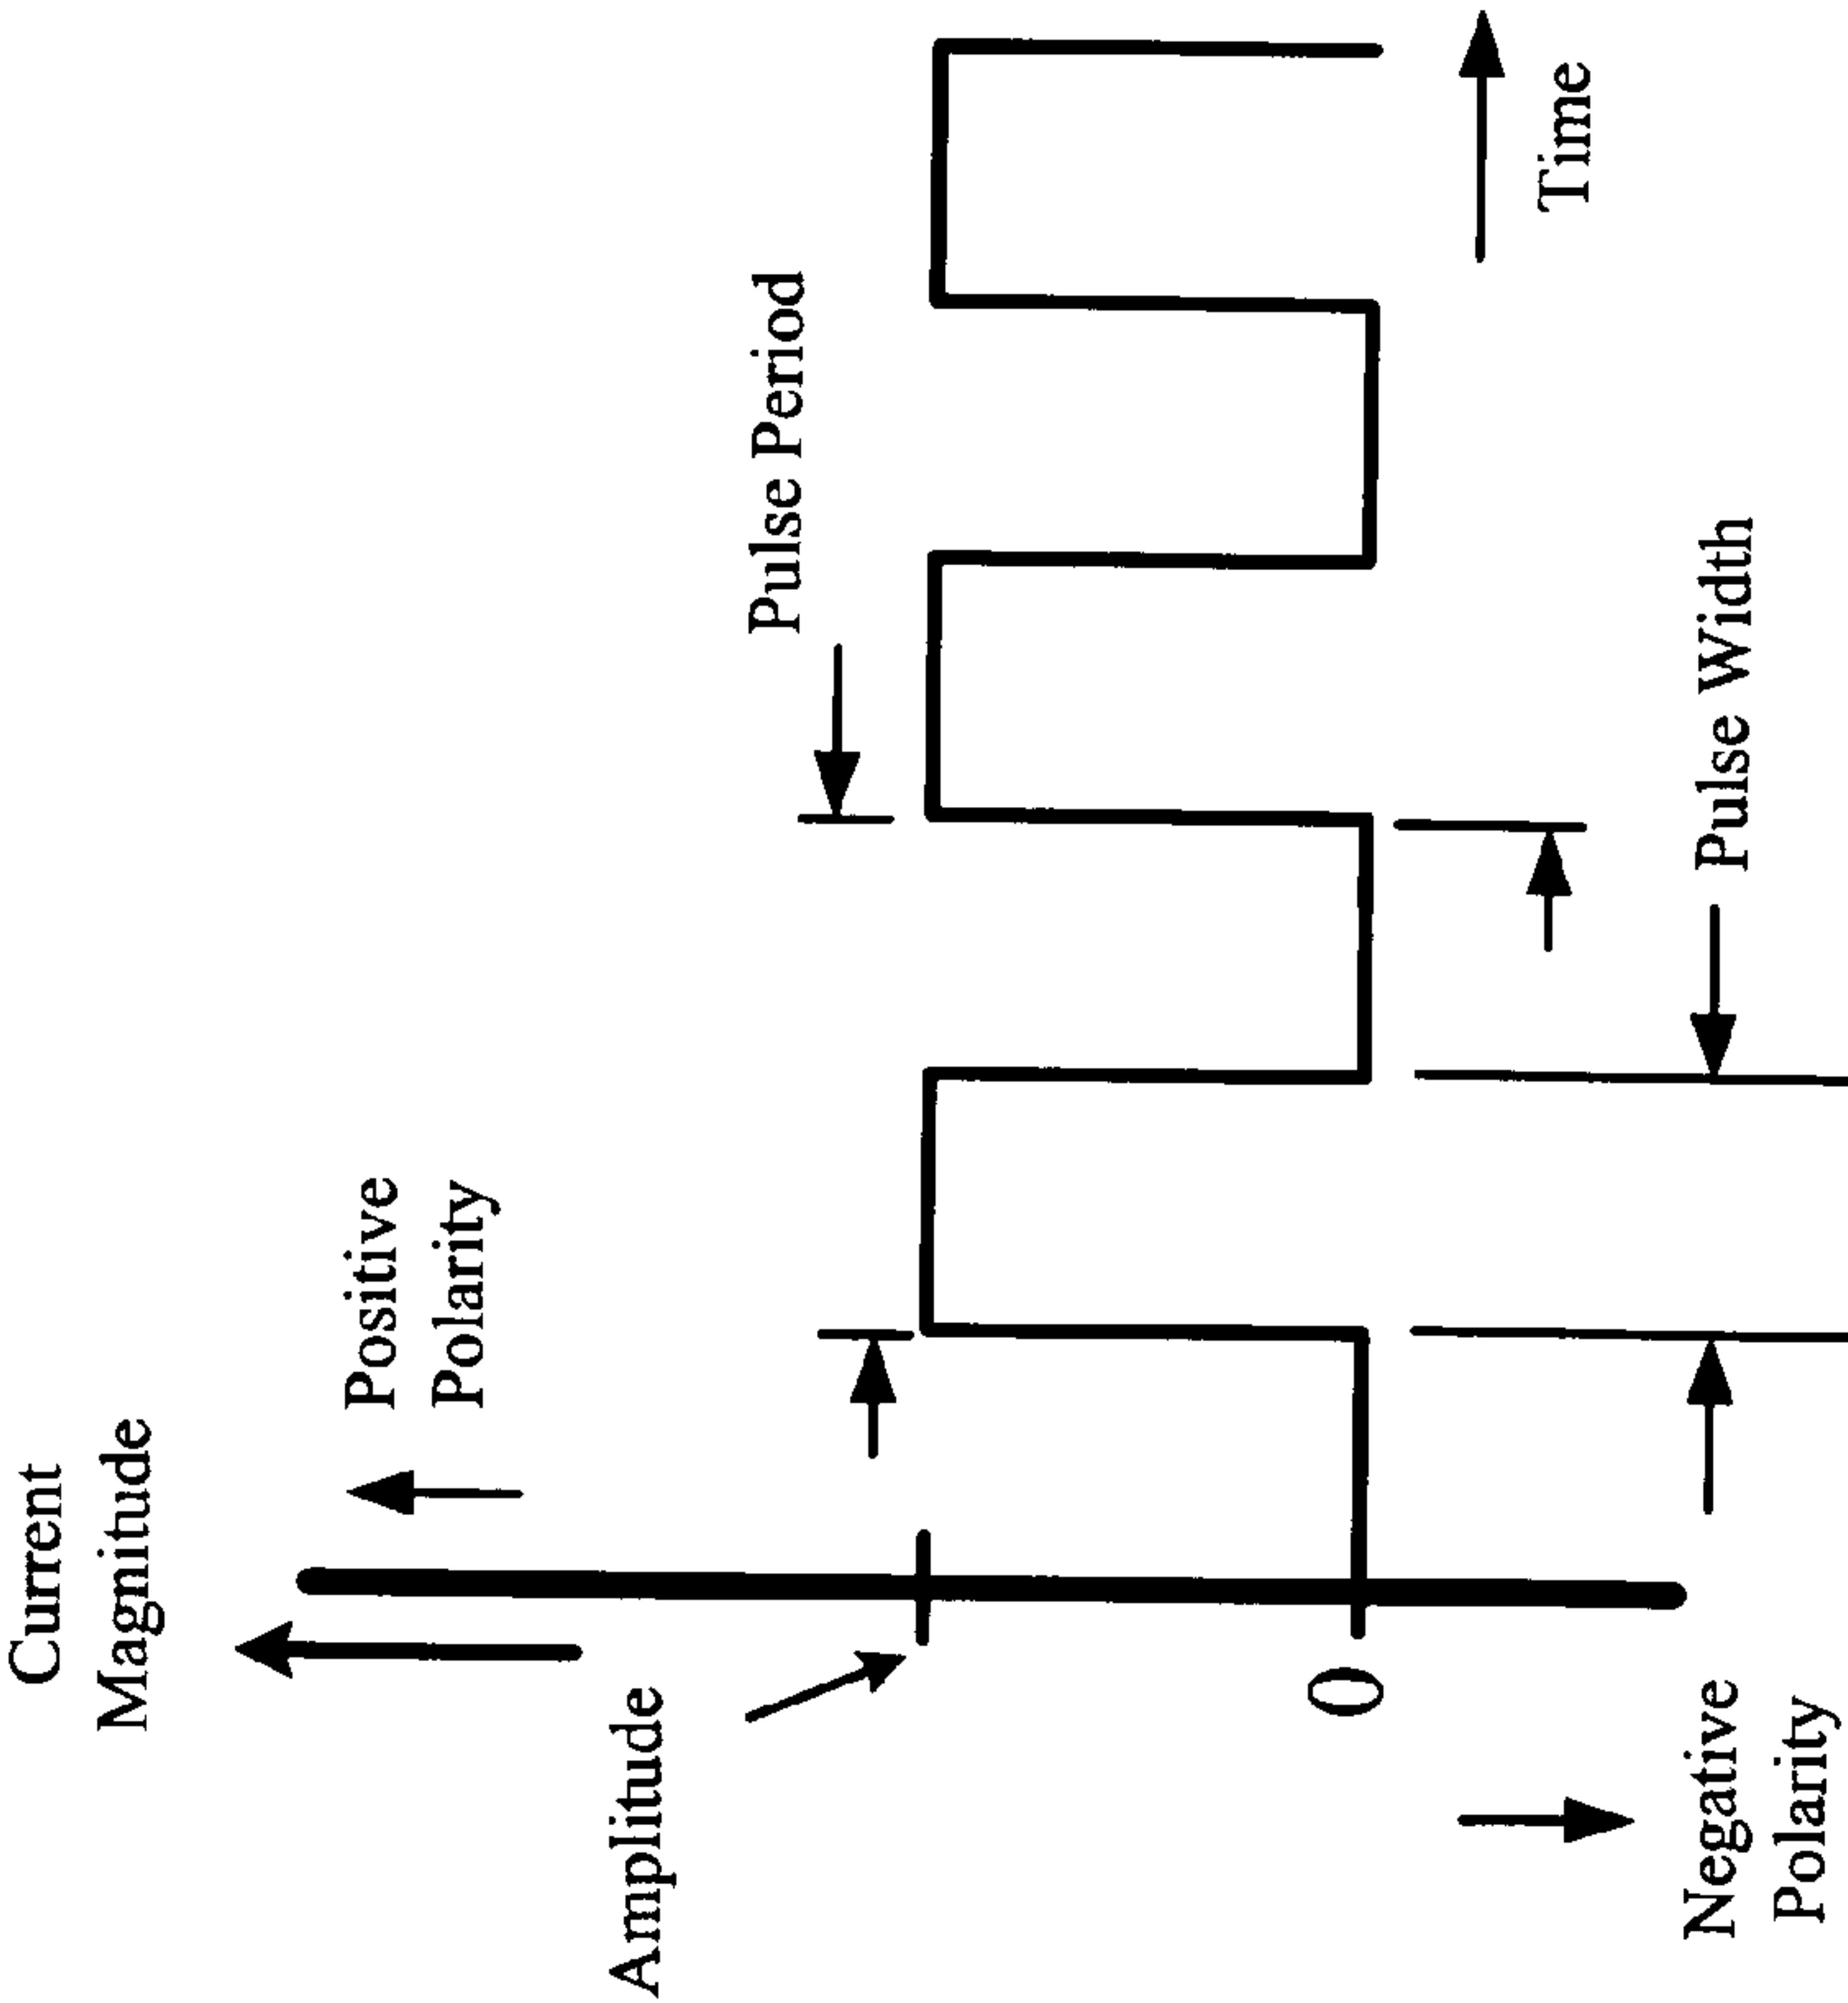 Current
Magnitude
Positive
Polarity
Amplitude
Pulse Period
0
Time
Pulse Width
Negative
Polarity